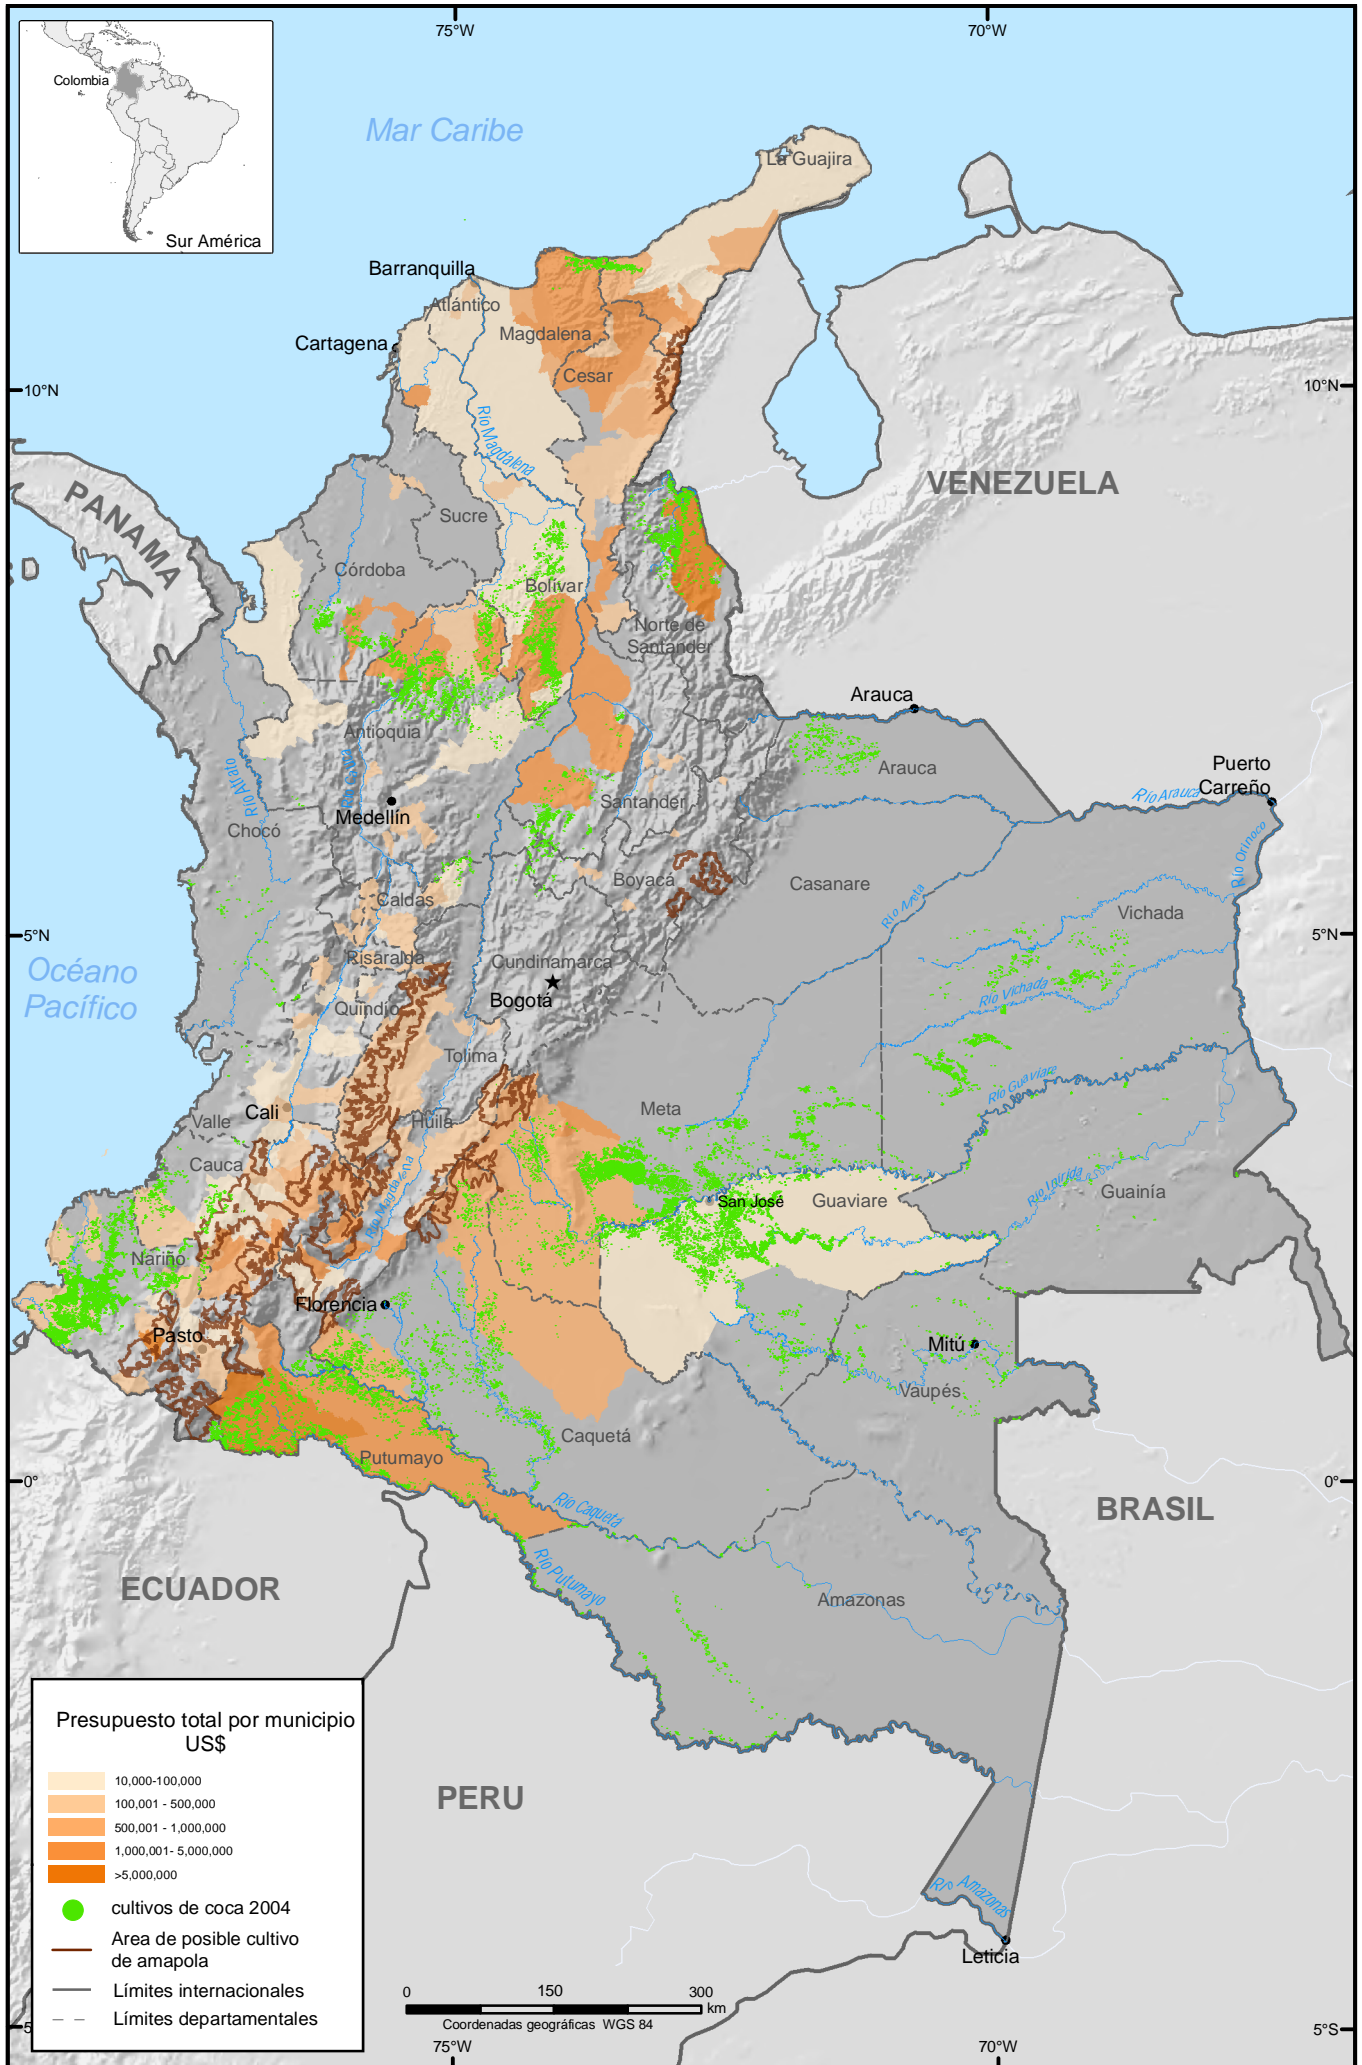 75°W
70°W
Colombia
Sur América
Mar Caribe
La Guajira
Barranquilla
Atlántico
Magdalena
Cartagena
Cesar
10°N
10°N
Río Magdalena
VENEZUELA
PANAMA
Sucre
Córdoba
Bolívar
Norte de
Santander
Arauca
Antioquia
Puerto
Carreño
Arauca
Río Atrato
Río Arauca
Santander
Medellín
Chocó
Río Orinoco
Boyacá
Casanare
Caldas
Río Meta
Vichada
5°N
5°N
Océano
Pacífico
Risaralda
Cundinamarca
Bogotá
Río Vichada
Quindío
Tolima
Río Guaviare
Cali
Meta
Valle
Huila
Cauca
Río Magdalena
Río Inírida
San José
Guaviare
Guainía
Nariño
Florencia
Pasto
Mitú
Vaupés
Caquetá
Putumayo
0°
0°
Río Caquetá
BRASIL
Río Putumayo
ECUADOR
Amazonas
Presupuesto total por municipio
US$
10,000-100,000
100,001 - 500,000
500,001 - 1,000,000
1,000,001- 5,000,000
>5,000,000
cultivos de coca 2004
Area de posible cultivo
de amapola
Límites internacionales
Límites departamentales
PERU
Río Amazonas
Leticia
0 150 300
km
Coordenadas geográficas WGS 84
5°S
75°W
70°W